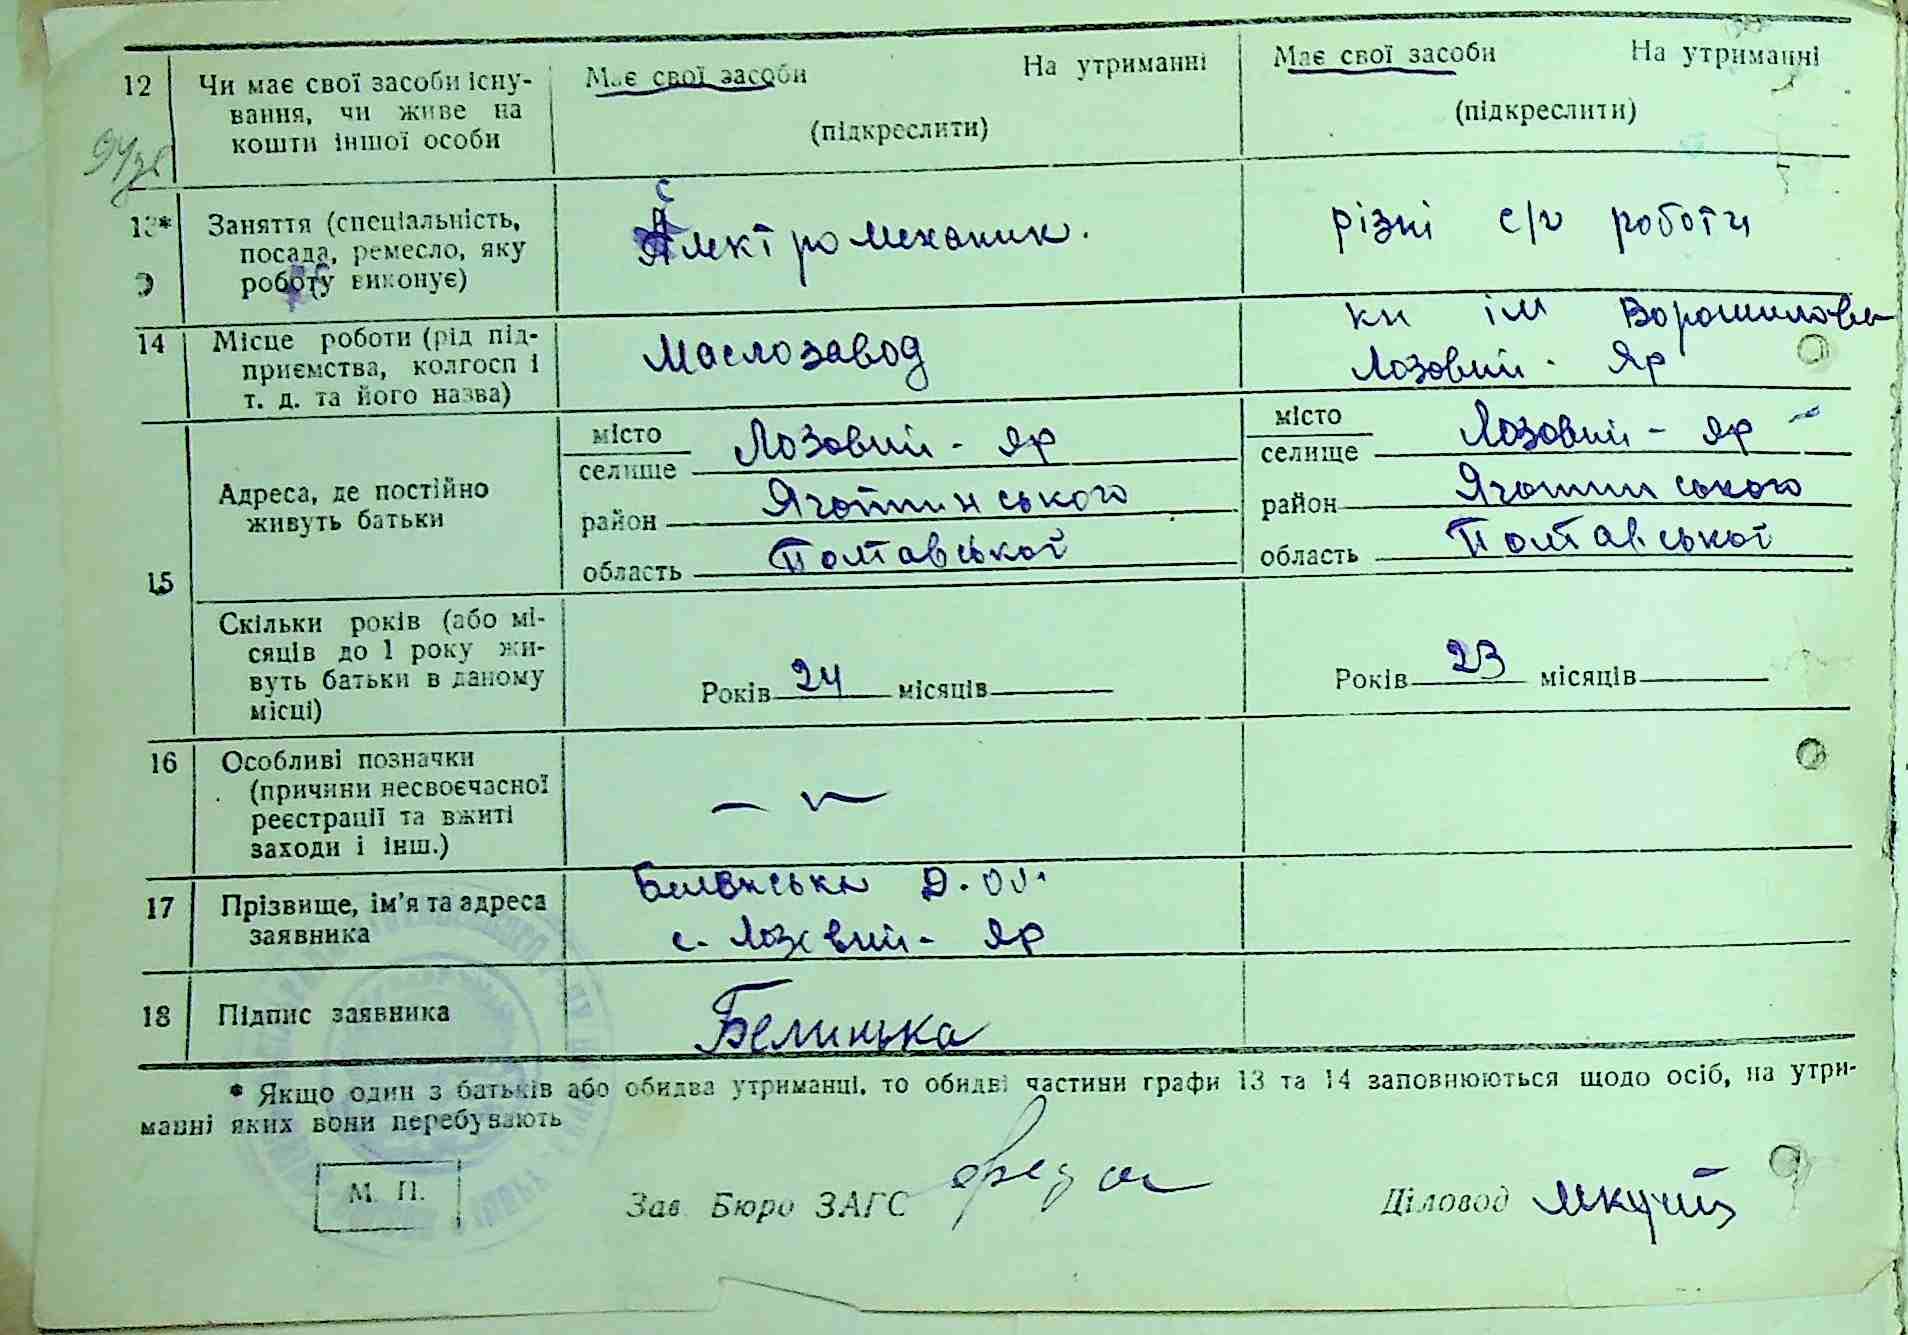 12 Чи має свої засоби існу- Має свої засоби На утриманні Має свої засоби На утриманні
вання, чи живе на (підкреслити) (підкреслити)
кошти іншої особи
13* Заняття (спеціальність, Електромеханик. різні с/г роботи
посада, ремесло, яку
роботу виконує)
14 Місце роботи (рід під- Маслозавод ки ім Ворошилова
приємства, колгосп і Лозовий - Яр
т. д. та його назва)
15 Адреса, де постійно
живуть батьки
місто
селище Лозовий - Яр
район Яготинського
область Полтавської
місто
селище Лозовий - Яр
район Яготинського
область Полтавської
Скільки років (або мі-
сяців до 1 року жи-
вуть батьки в даному
місці)
Років 24 місяців
Років 23 місяців
16 Особливі позначки
(причини несвоєчасної
реєстрації та вжиті
заходи і інш.)
17 Прізвище, ім'я та адреса
заявника
Д.
с. Лозовий - Яр
18 Підпис заявника Белинька
* Якщо один з батьків або обидва утриманці, то обидві частини графи 13 та 14 заповнюються щодо осіб, на утри-
манні яких вони перебувають
М. П. Зав. Бюро ЗАГС Діловод